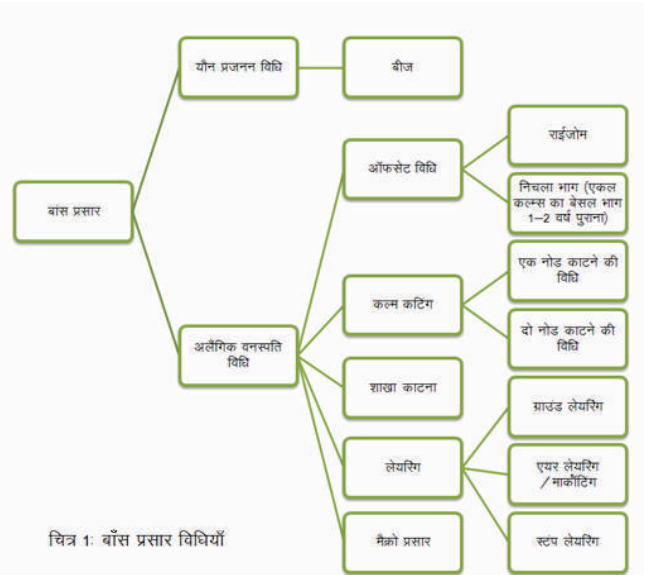 बांस प्रसार
यौन प्रजनन विधि
बीज
अलैंगिक वनस्पति
विधि
ऑफसेट विधि
राईजोम
निचला भाग (एकल
कल्म्स का बेसल भाग
1–2 वर्ष पुराना)
कल्म कटिंग
एक नोड काटने की
विधि
दो नोड काटने की
विधि
शाखा काटना
लेयरिंग
ग्राउंड लेयरिंग
एयर लेयरिंग
/मार्कोटिंग
स्टंप लेयरिंग
मैक्रो प्रसार
चित्र 1: बाँस प्रसार विधियाँ